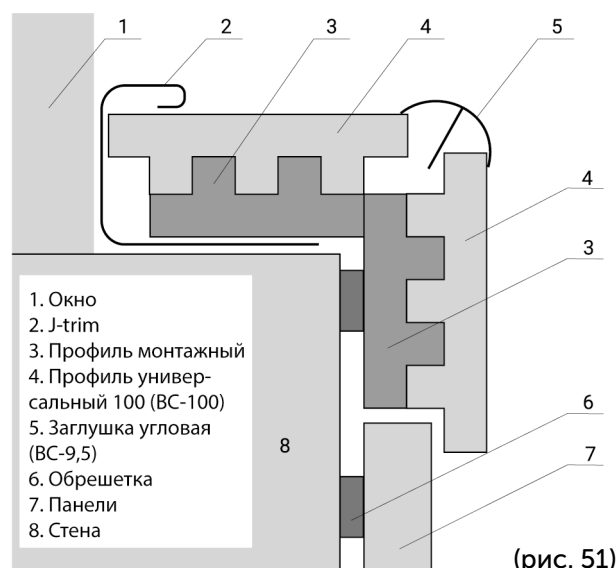 1 2 3 4 5
4
3
6
7
8
1. Окно
2. J-trim
3. Профиль монтажный
4. Профиль универ-
сальный 100 (ВС-100)
5. Заглушка угловая
(ВС-9,5)
6. Обрешетка
7. Панели
8. Стена
(рис. 51)